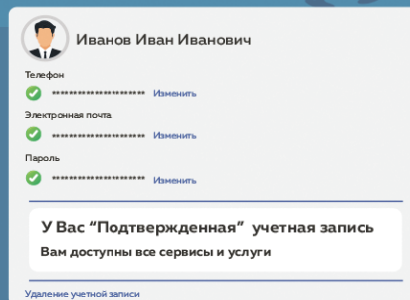 Иванов Иван Иванович
Телефон
********************** Изменить
Электронная почта
********************** Изменить
Пароль
********************** Изменить
У Вас “Подтвержденная” учетная запись
Вам доступны все сервисы и услуги
Удаление учетной записи